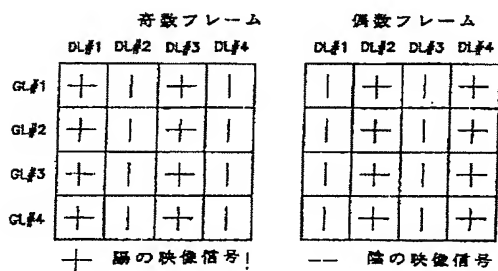 奇数フレーム 偶数フレーム
DL#1 DL#2 DL#3 DL#4 DL#1 DL#2 DL#3 DL#4
GL#1 + | + | | + | +
GL#2 + | + | | + | +
GL#3 + | + | | + | +
GL#4 + | + | | + | +
+ 陽の映像信号! -- 陰の映像信号